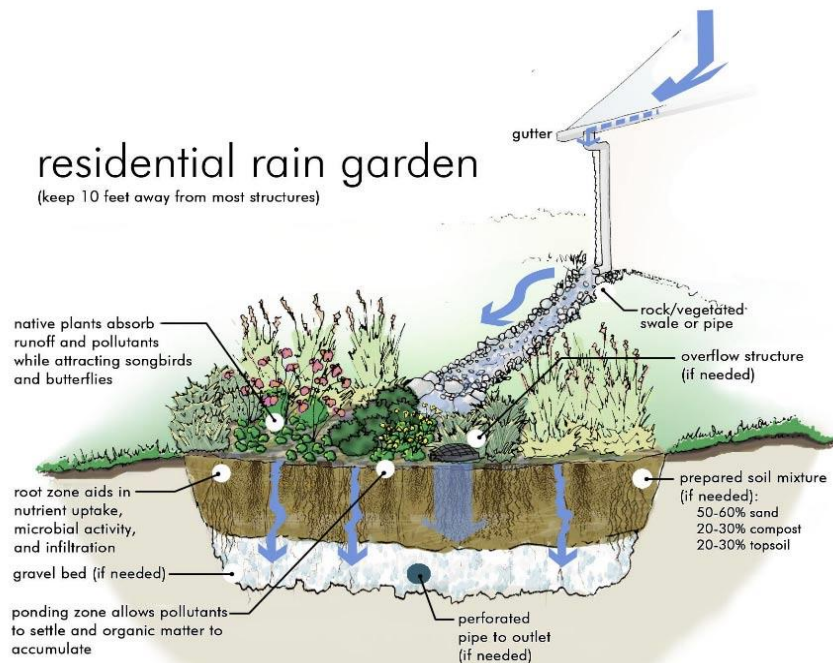 gutter
residential rain garden
(keep 10 feet away from most structures)
rock/vegetated
swale or pipe
native plants absorb
runoff and pollutants
while attracting songbirds
and butterflies
overflow structure
(if needed)
root zone aids in
nutrient uptake,
microbial activity,
and infiltration
prepared soil mixture
(if needed):
50-60% sand
20-30% compost
20-30% topsoil
gravel bed (if needed)
ponding zone allows pollutants
to settle and organic matter to
accumulate
perforated
pipe to outlet
(if needed)